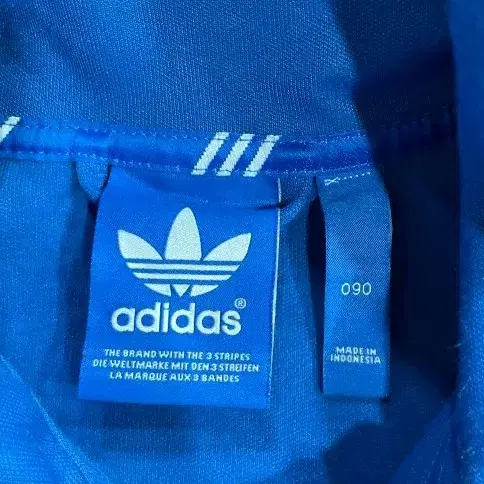 adidas®
THE BRAND WITH THE 3 STRIPES
DIE WELTMARKE MIT DEN 3 STREIFEN
LA MARQUE AUX 3 BANDES
090
MADE IN
INDONESIA